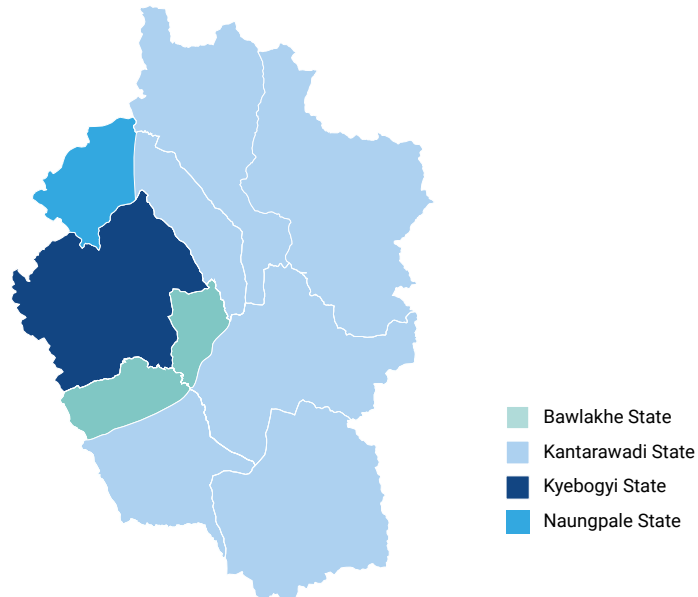 Bawlakhe State
Kantarawadi State
Kyebogyi State
Naungpale State